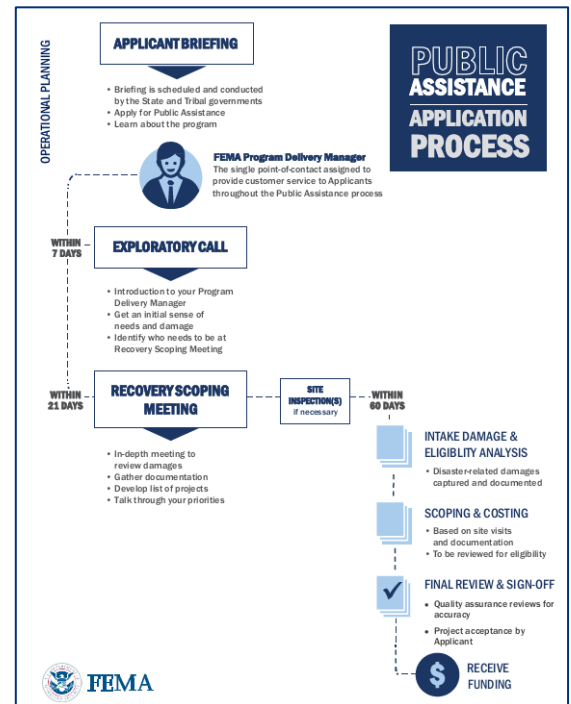 OPERATIONAL PLANNING
APPLICANT BRIEFING
• Briefing is scheduled and conducted
by the State and Tribal governments
• Apply for Public Assistance
• Learn about the program
PUBLIC
ASSISTANCE
APPLICATION
PROCESS
FEMA Program Delivery Manager
The single point-of-contact assigned to
provide customer service to Applicants
throughout the Public Assistance process
WITHIN
7 DAYS
EXPLORATORY CALL
• Introduction to your Program
Delivery Manager
• Get an initial sense of
needs and damage
• Identify who needs to be at
Recovery Scoping Meeting
WITHIN
21 DAYS
RECOVERY SCOPING
MEETING
• In-depth meeting to
review damages
• Gather documentation
• Develop list of projects
• Talk through your priorities
SITE
INSPECTION(S)
if necessary
WITHIN
60 DAYS
INTAKE DAMAGE &
ELIGIBLITY ANALYSIS
• Disaster-related damages
captured and documented
SCOPING & COSTING
• Based on site visits
and documentation
• To be reviewed for eligibility
FINAL REVIEW & SIGN-OFF
• Quality assurance reviews for
accuracy
• Project acceptance by
Applicant
$
RECEIVE
FUNDING
FEMA